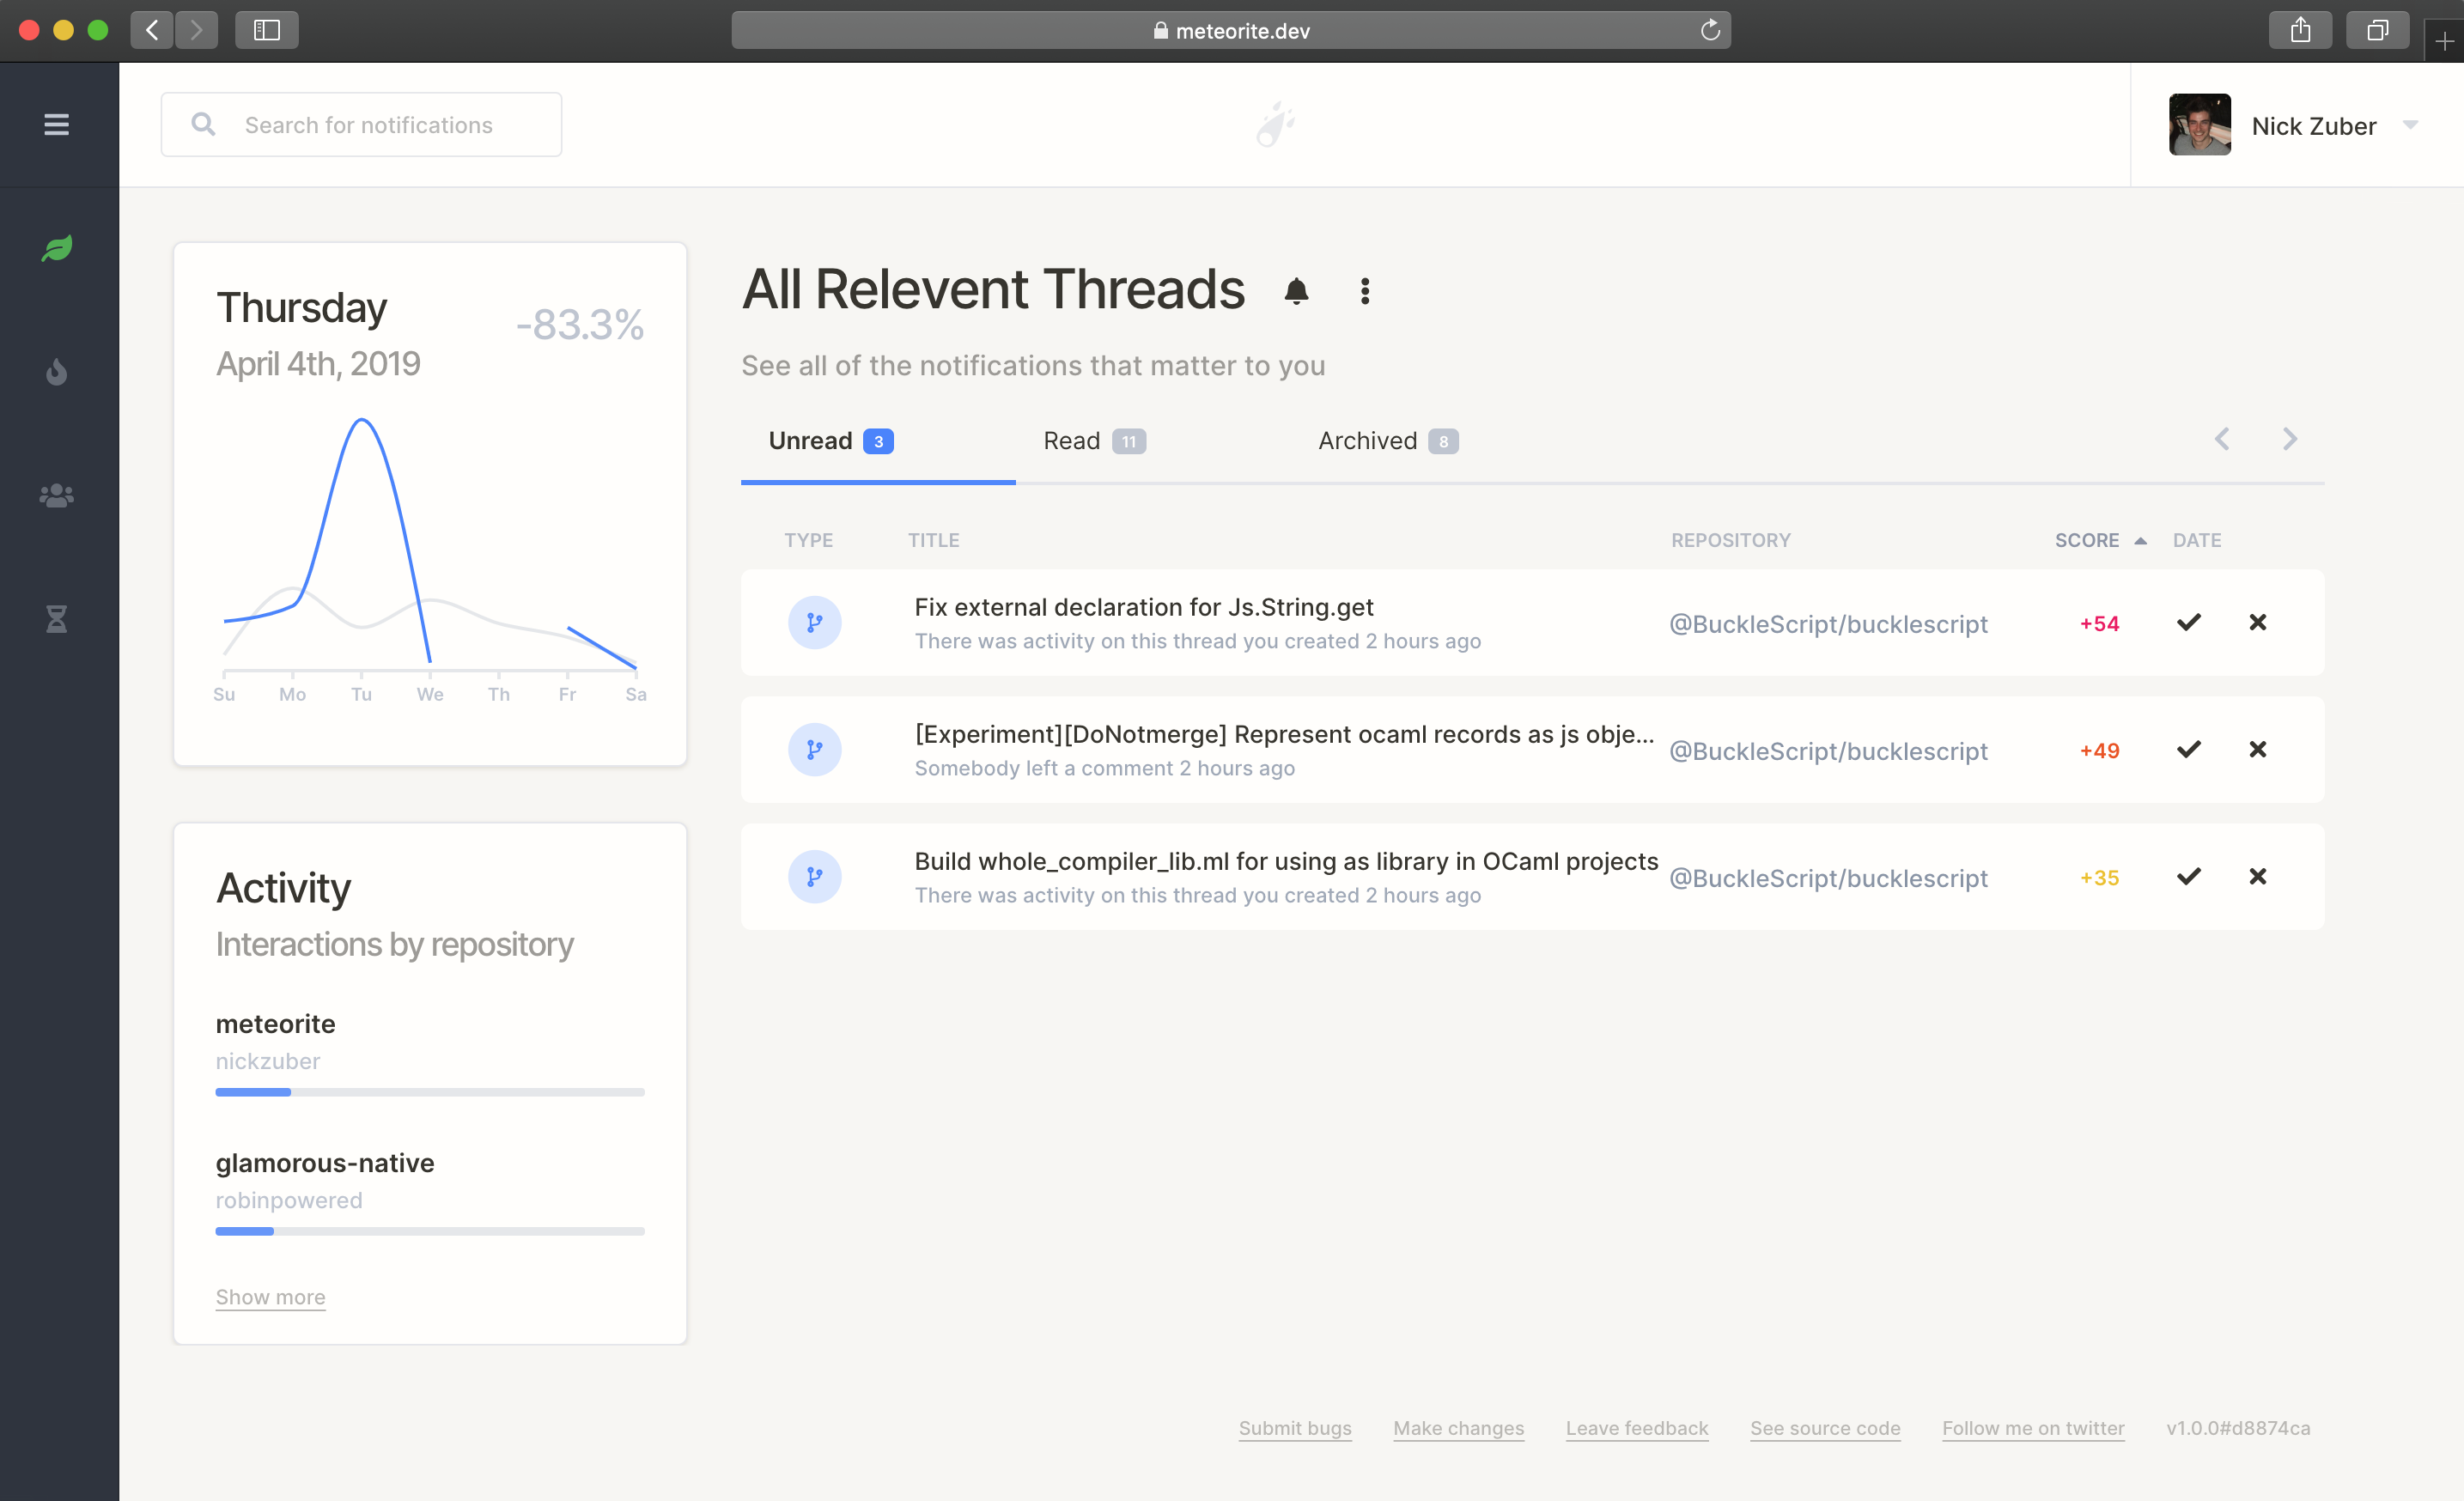 meteorite.dev
Search for notifications
Nick Zuber
Thursday
-83.3%
April 4th, 2019
Su Mo Tu We Th Fr Sa
Activity
Interactions by repository
meteorite
nickzuber
glamorous-native
robinpowered
Show more
All Relevent Threads
See all of the notifications that matter to you
Unread 3 Read 11 Archived 8
TYPE TITLE REPOSITORY SCORE DATE
Fix external declaration for Js.String.get
There was activity on this thread you created 2 hours ago
@BuckleScript/bucklescript +54
[Experiment][DoNotmerge] Represent ocaml records as js obje...
Somebody left a comment 2 hours ago
@BuckleScript/bucklescript +49
Build whole_compiler_lib.ml for using as library in OCaml projects
There was activity on this thread you created 2 hours ago
@BuckleScript/bucklescript +35
Submit bugs Make changes Leave feedback See source code Follow me on twitter v1.0.0#d8874ca